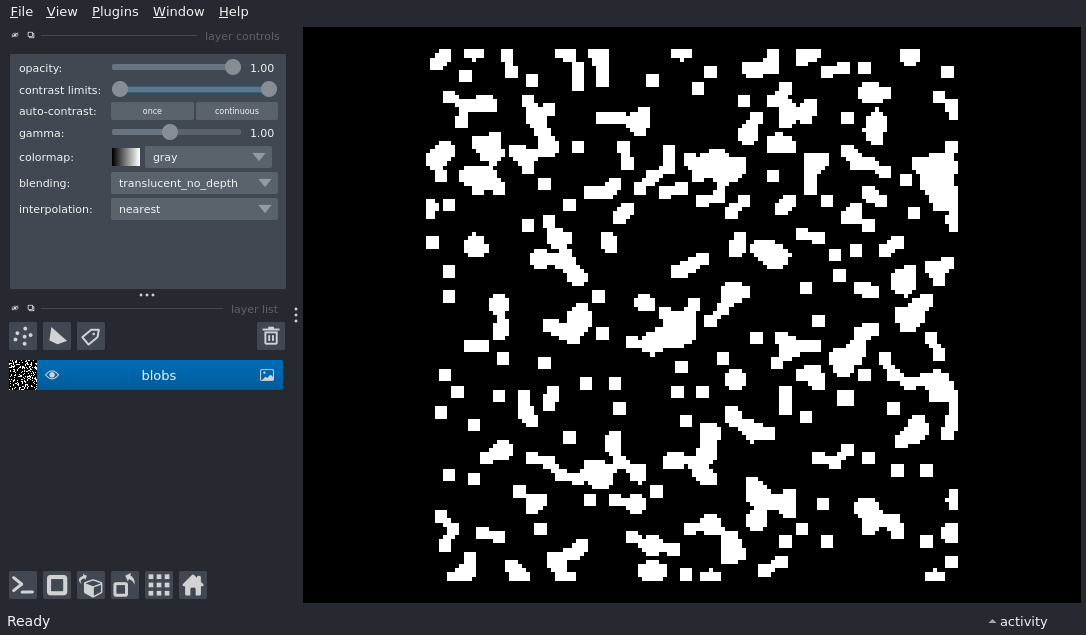 File View Plugins Window Help
layer controls
opacity: 1.00
contrast limits:
auto-contrast: once continuous
gamma: 1.00
colormap: gray
blending: translucent_no_depth
interpolation: nearest
layer list
blobs
Ready activity